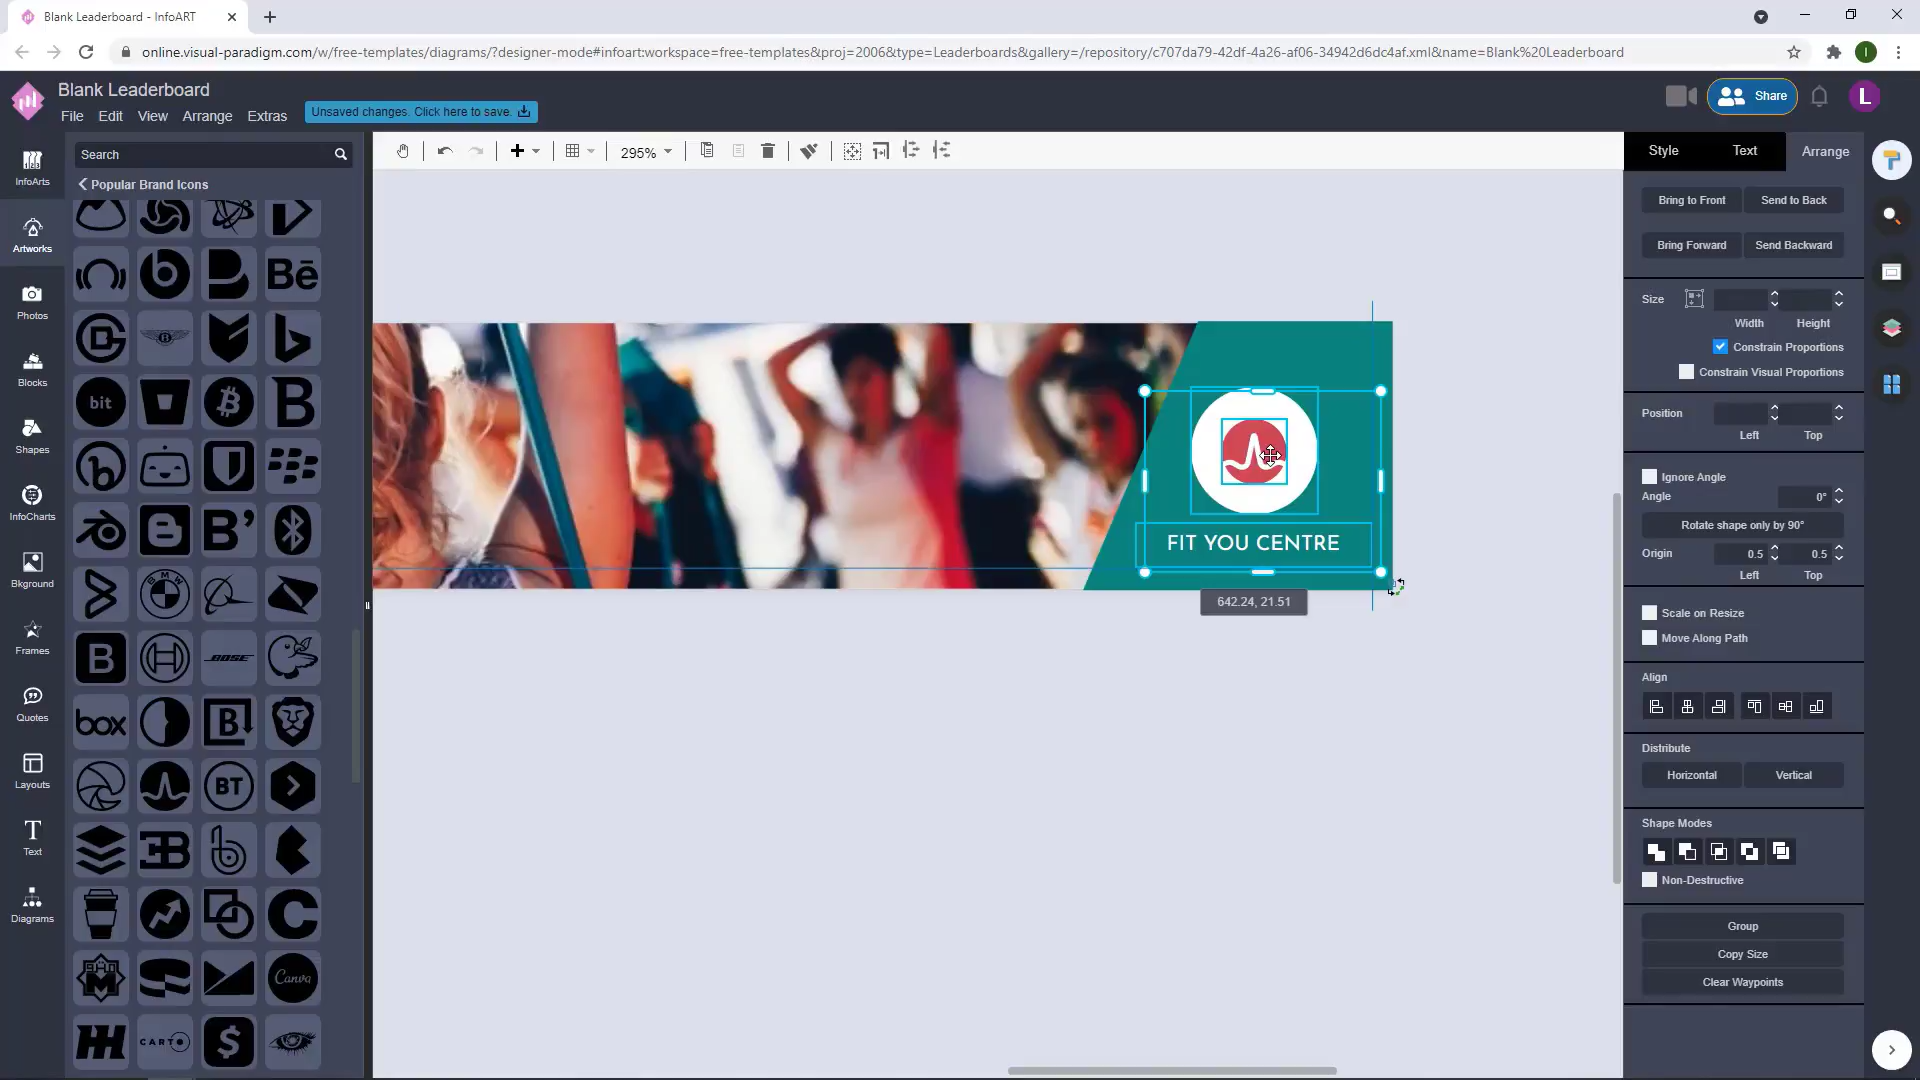 Blank Leaderboard - InfoART
online.visual-paradigm.com/w/free-templates/diagrams/?designer-mode#infoart:workspace=free-templates&proj=2006&type=Leaderboards&gallery=/repository/c707da79-42df-4a26-af06-34942d6dc4af.xml&name=Blank%20Leaderboard
I
Blank Leaderboard
File Edit View Arrange Extras
Unsaved changes. Click here to save.
Share
L
Search
Popular Brand Icons
InfoArts
Artworks
Photos
Blocks
Shapes
InfoCharts
Bkground
Frames
Quotes
Layouts
Text
Diagrams
Bē
bit
BOSE
box
BT
Canva
CARTO
295%
FIT YOU CENTRE
642.24, 21.51
Style Text Arrange
Bring to Front Send to Back
Bring Forward Send Backward
Size
Width Height
Constrain Proportions
Constrain Visual Proportions
Position
Left Top
Ignore Angle
Angle 0°
Rotate shape only by 90°
Origin 0.5 0.5
Left Top
Scale on Resize
Move Along Path
Align
Distribute
Horizontal Vertical
Shape Modes
Non-Destructive
Group
Copy Size
Clear Waypoints